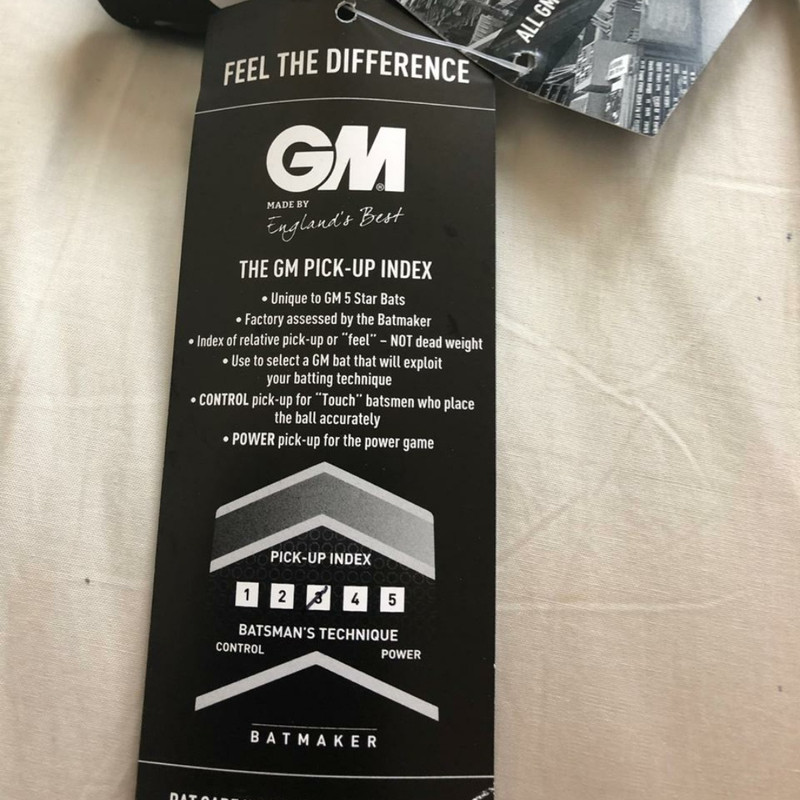 ALL GM
FEEL THE DIFFERENCE
GM®
MADE BY
England's Best
THE GM PICK-UP INDEX
• Unique to GM 5 Star Bats
• Factory assessed by the Batmaker
• Index of relative pick-up or "feel" – NOT dead weight
• Use to select a GM bat that will exploit
your batting technique
• CONTROL pick-up for "Touch" batsmen who place
the ball accurately
• POWER pick-up for the power game
PICK-UP INDEX
1 2 3 4 5
BATSMAN'S TECHNIQUE
CONTROL POWER
BATMAKER